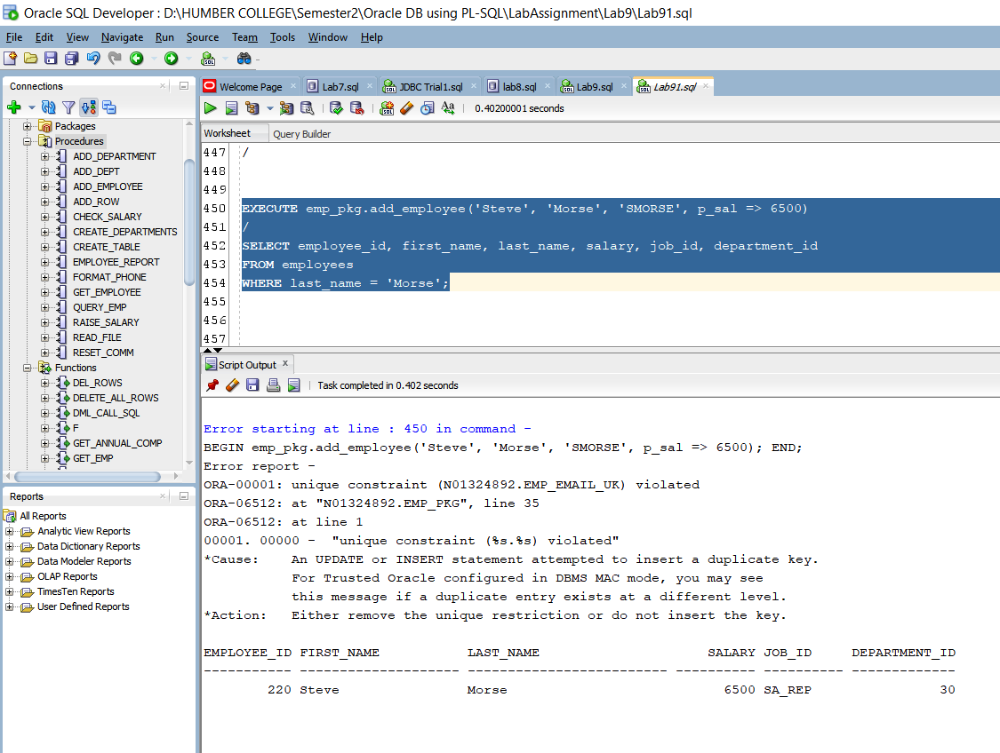 Oracle SQL Developer : D:\HUMBER COLLEGE\Semester2\Oracle DB using PL-SQL\LabAssignment\Lab9\Lab91.sql
File Edit View Navigate Run Source Team Tools Window Help
Connections
Packages
Procedures
ADD_DEPARTMENT
ADD_DEPT
ADD_EMPLOYEE
ADD_ROW
CHECK_SALARY
CREATE_DEPARTMENTS
CREATE_TABLE
EMPLOYEE_REPORT
FORMAT_PHONE
GET_EMPLOYEE
QUERY_EMP
RAISE_SALARY
READ_FILE
RESET_COMM
Functions
DEL_ROWS
DELETE_ALL_ROWS
DML_CALL_SQL
F
GET_ANNUAL_COMP
GET_EMP
Reports
All Reports
Analytic View Reports
Data Dictionary Reports
Data Modeler Reports
OLAP Reports
TimesTen Reports
User Defined Reports
Welcome Page Lab7.sql JDBC Trial1.sql lab8.sql Lab9.sql Lab91.sql
0.40200001 seconds
Worksheet Query Builder
447 /
448
449
450 EXECUTE emp_pkg.add_employee('Steve', 'Morse', 'SMORSE', p_sal => 6500)
451 /
452 SELECT employee_id, first_name, last_name, salary, job_id, department_id
453 FROM employees
454 WHERE last_name = 'Morse';
455
456
457
Script Output
Task completed in 0.402 seconds
Error starting at line : 450 in command -
BEGIN emp_pkg.add_employee('Steve', 'Morse', 'SMORSE', p_sal => 6500); END;
Error report -
ORA-00001: unique constraint (N01324892.EMP_EMAIL_UK) violated
ORA-06512: at "N01324892.EMP_PKG", line 35
ORA-06512: at line 1
00001. 00000 - "unique constraint (%s.%s) violated"
*Cause: An UPDATE or INSERT statement attempted to insert a duplicate key.
For Trusted Oracle configured in DBMS MAC mode, you may see
this message if a duplicate entry exists at a different level.
*Action: Either remove the unique restriction or do not insert the key.
EMPLOYEE_ID FIRST_NAME LAST_NAME SALARY JOB_ID DEPARTMENT_ID
----------- -------------------- ------------------------- ---------- ---------- -------------
220 Steve Morse 6500 SA_REP 30